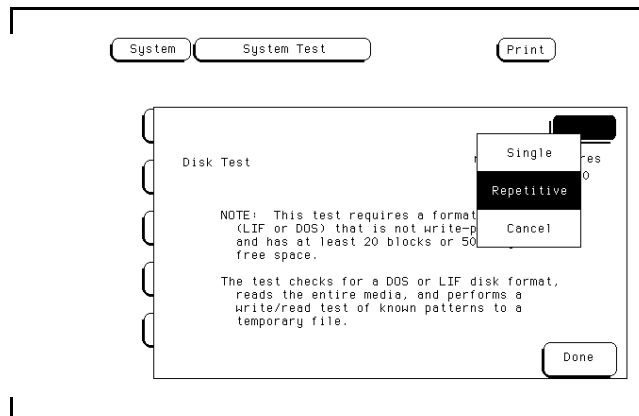 System
System Test
Print
Single
Disk Test
res
Repetitive
0
NOTE: This test requires a format
(LIF or DOS) that is not write-p
Cancel
and has at least 20 blocks or 50
free space.
The test checks for a DOS or LIF disk format,
reads the entire media, and performs a
write/read test of known patterns to a
temporary file.
Done